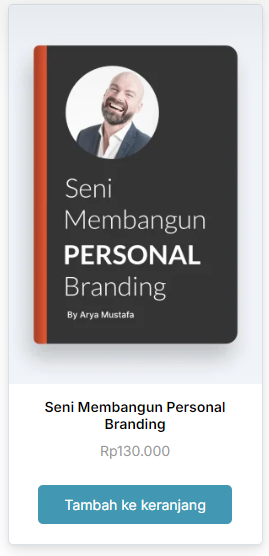 Seni
Membangun
PERSONAL
Branding
By Arya Mustafa
Seni Membangun Personal
Branding
Rp130.000
Tambah ke keranjang